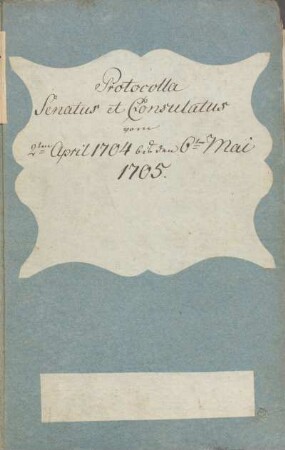 Protocolla
Senatus et Consulatus
vom
2ten April 1704 bis den 6ten Mai
1705.